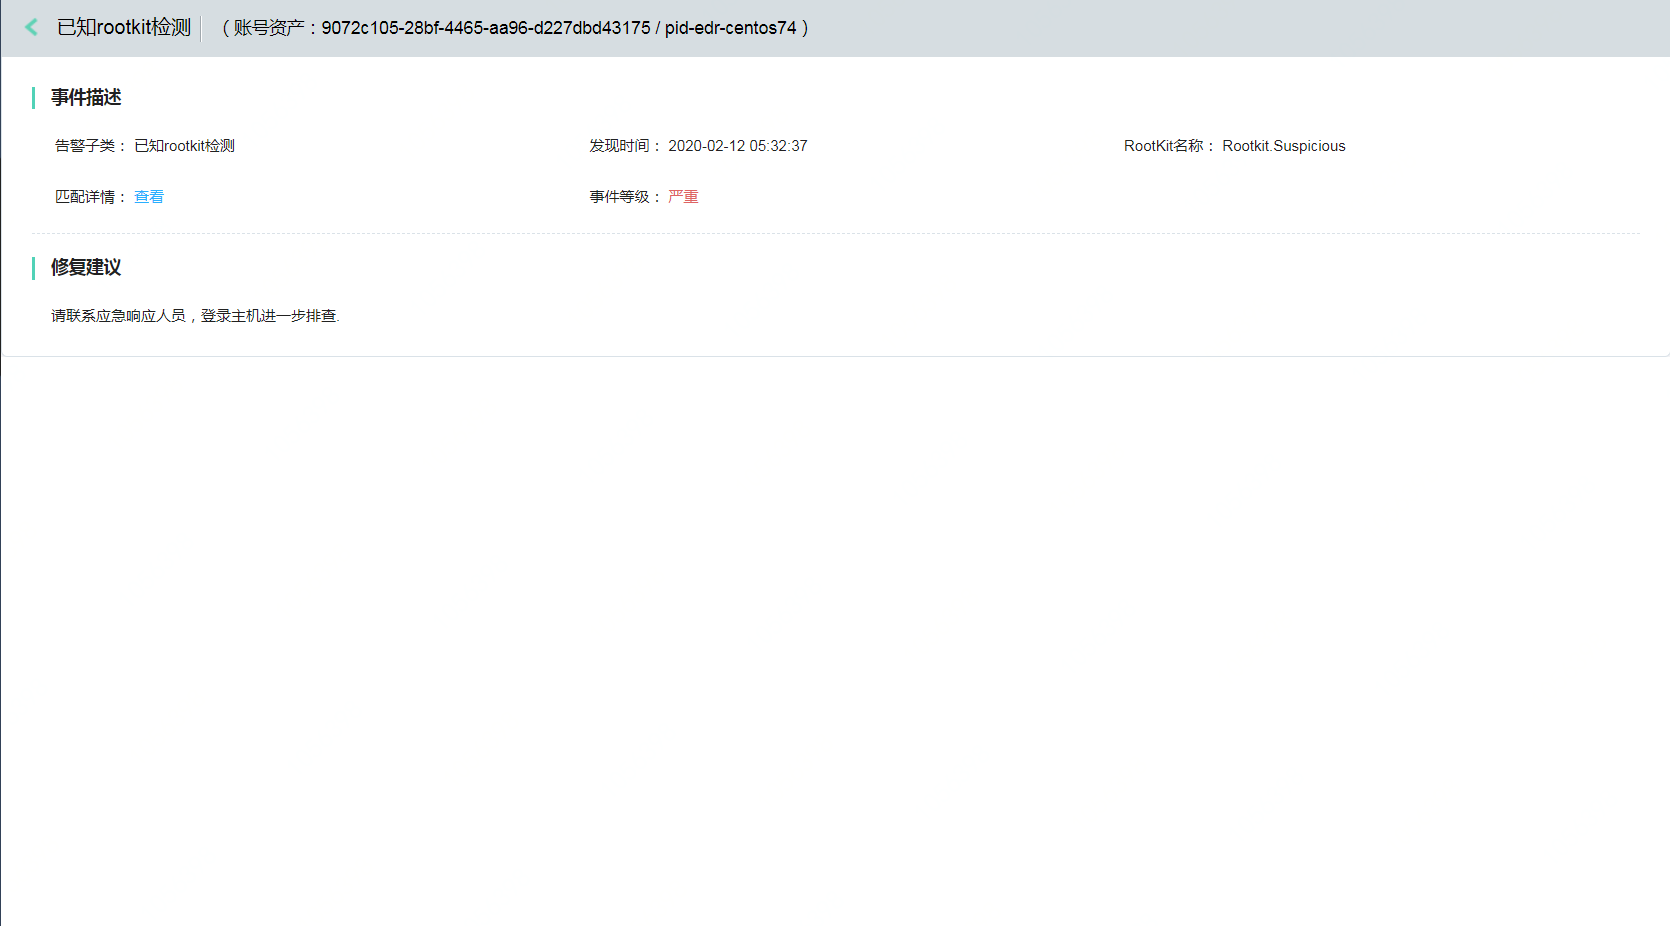 已知rootkit检测 （账号资产：9072c105-28bf-4465-aa96-d227dbd43175 / pid-edr-centos74 ）
事件描述
告警子类： 已知rootkit检测 发现时间： 2020-02-12 05:32:37 RootKit名称： Rootkit.Suspicious
匹配详情： 查看 事件等级： 严重
修复建议
请联系应急响应人员，登录主机进一步排查.